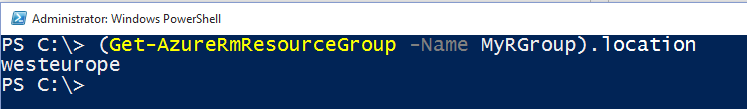 Administrator: Windows PowerShell
PS C:\> (Get-AzureRmResourceGroup -Name MyRGroup).location
westeurope
PS C:\>